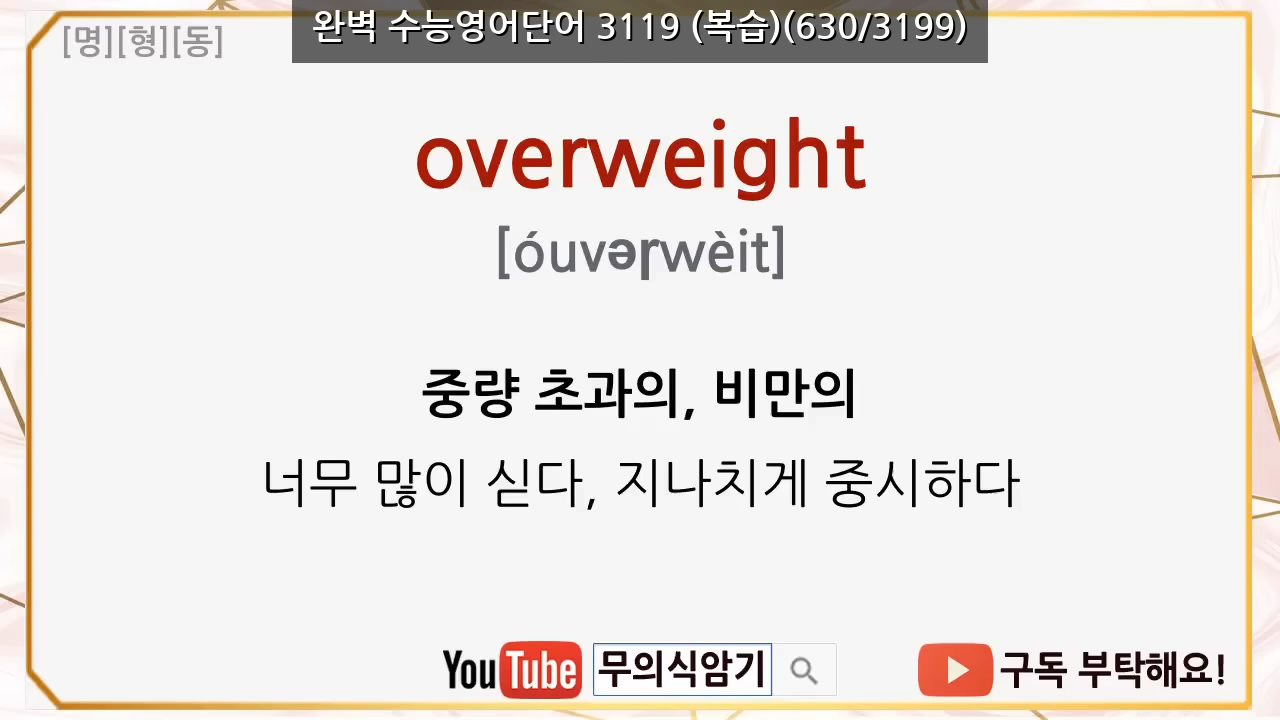 완벽 수능영어단어 3119 (복습)(630/3199)
[명][형][동]
overweight
[óuvərwèit]
중량 초과의, 비만의
너무 많이 싣다, 지나치게 중시하다
YouTube 무의식암기 구독 부탁해요!